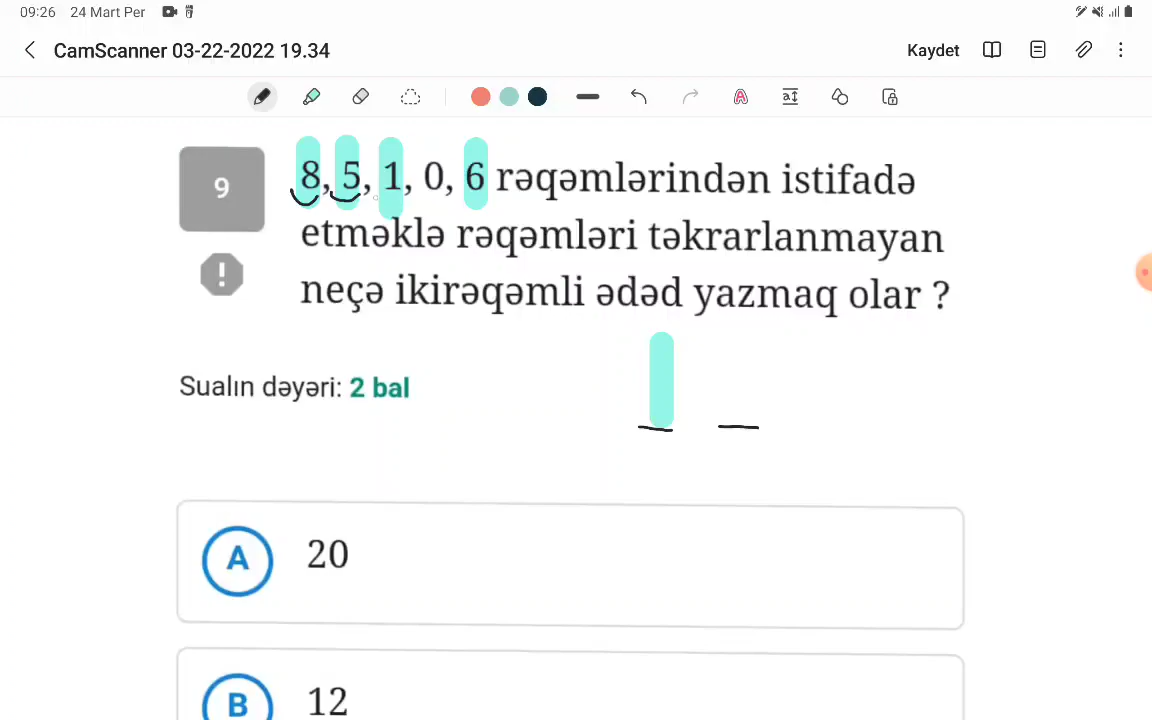 09:26 24 Mart Per
CamScanner 03-22-2022 19.34
Kaydet
9
8, 5, 1, 0, 6 rəqəmlərindən istifadə
etməklə rəqəmləri təkrarlanmayan
neçə ikirəqəmli ədəd yazmaq olar ?
Sualın dəyəri: 2 bal
A 20
B 12